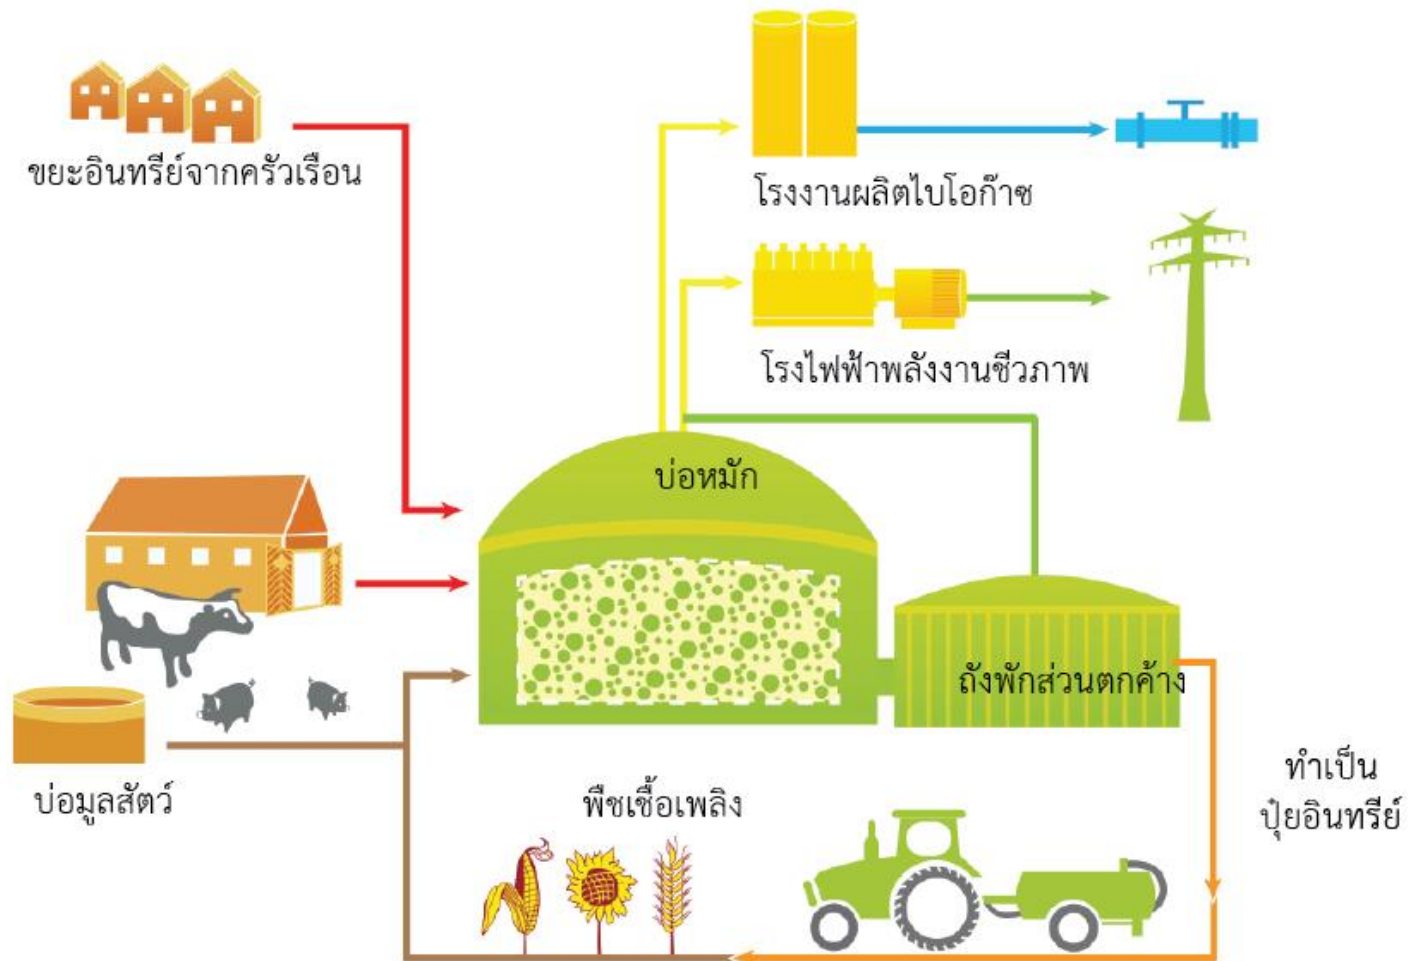 ขยะอินทรีย์จากครัวเรือน
โรงงานผลิตไบโอก๊าซ
โรงไฟฟ้าพลังงานชีวภาพ
บ่อหมัก
ถังพักส่วนตกค้าง
บ่อมูลสัตว์
พืชเชื้อเพลิง
ทำเป็น
ปุ๋ยอินทรีย์